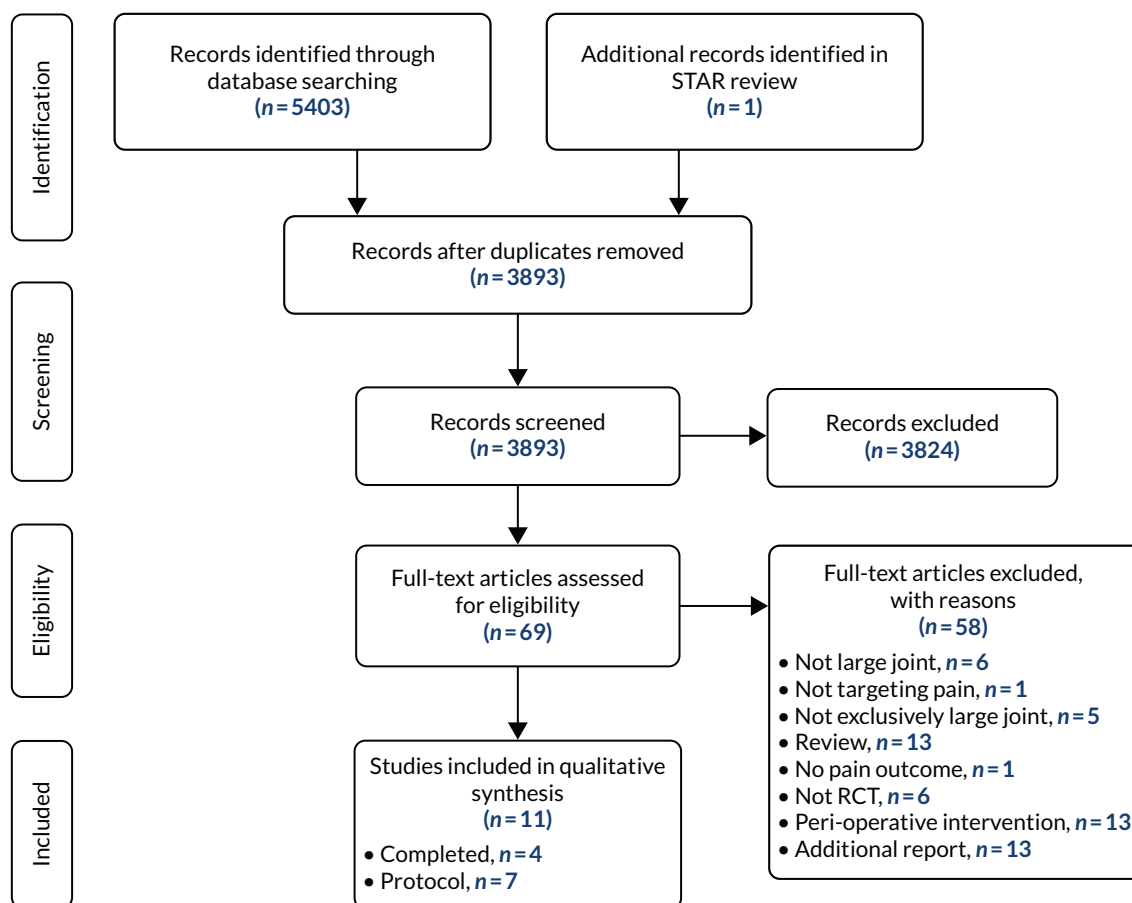 Identification
Records identified through
database searching
(n=5403)
Additional records identified in
STAR review
(n=1)
Records after duplicates removed
(n=3893)
Screening
Records screened
(n=3893)
Records excluded
(n=3824)
Eligibility
Full-text articles assessed
for eligibility
(n=69)
Full-text articles excluded,
with reasons
(n=58)
• Not large joint, n=6
• Not targeting pain, n=1
• Not exclusively large joint, n=5
• Review, n=13
• No pain outcome, n=1
• Not RCT, n=6
• Peri-operative intervention, n=13
• Additional report, n=13
Included
Studies included in qualitative
synthesis
(n=11)
• Completed, n=4
• Protocol, n=7